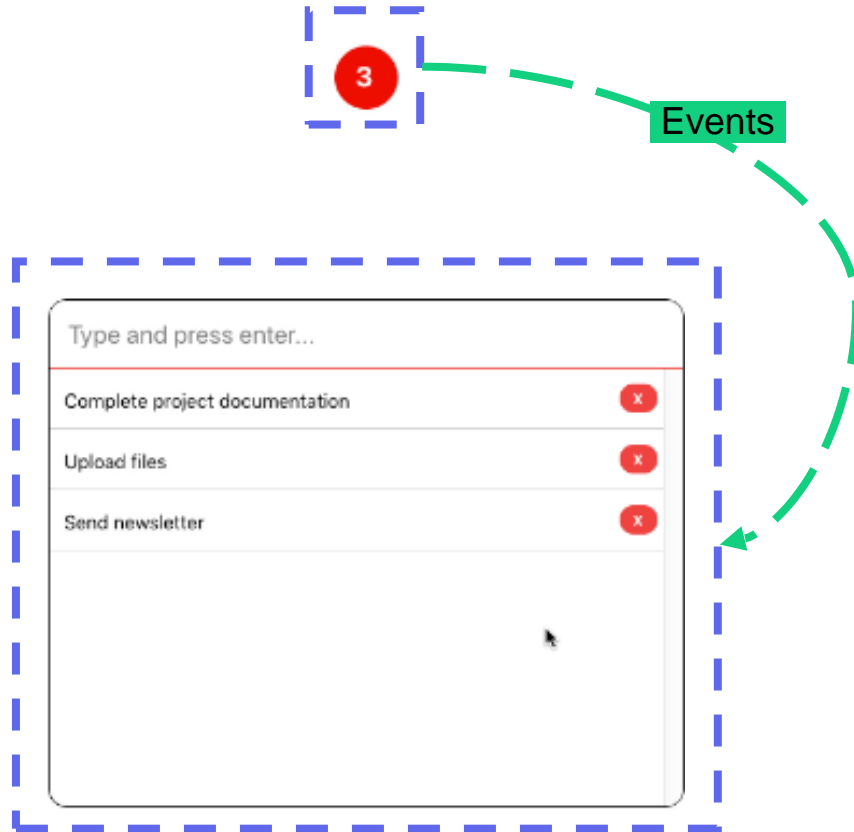 3
Events
Type and press enter...
Complete project documentation
x
Upload files
x
Send newsletter
x